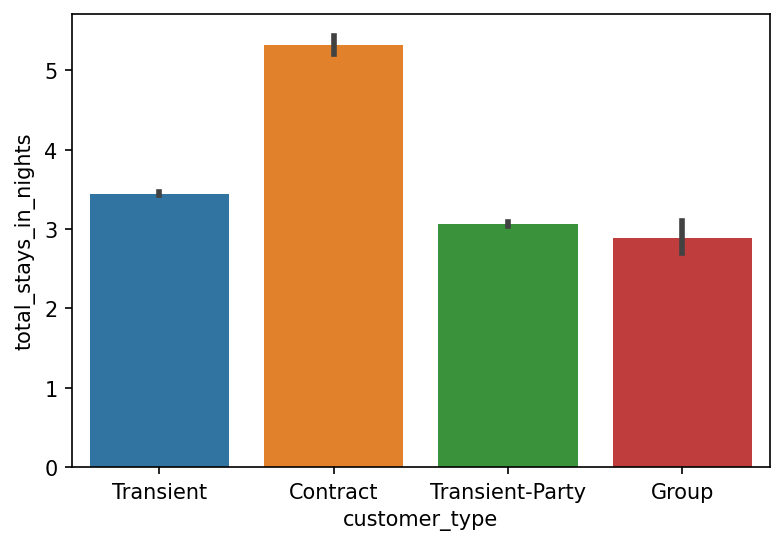 total_stays_in_nights
5
4
3
2
1
0
Transient Contract Transient-Party Group
customer_type